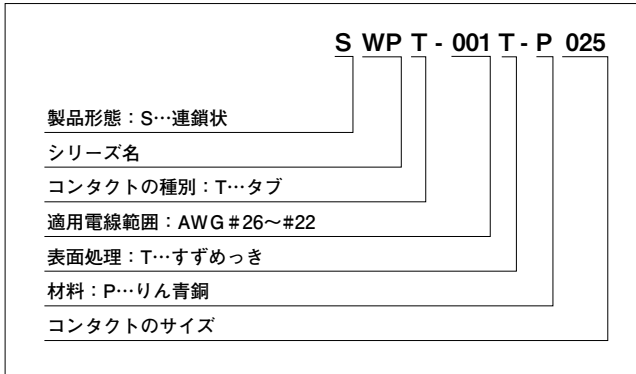 S WP T - 001 T - P 025
製品形態：S…連鎖状
シリーズ名
コンタクトの種別：T…タブ
適用電線範囲：AWG＃26〜＃22
表面処理：T…すずめっき
材料：P…りん青銅
コンタクトのサイズ